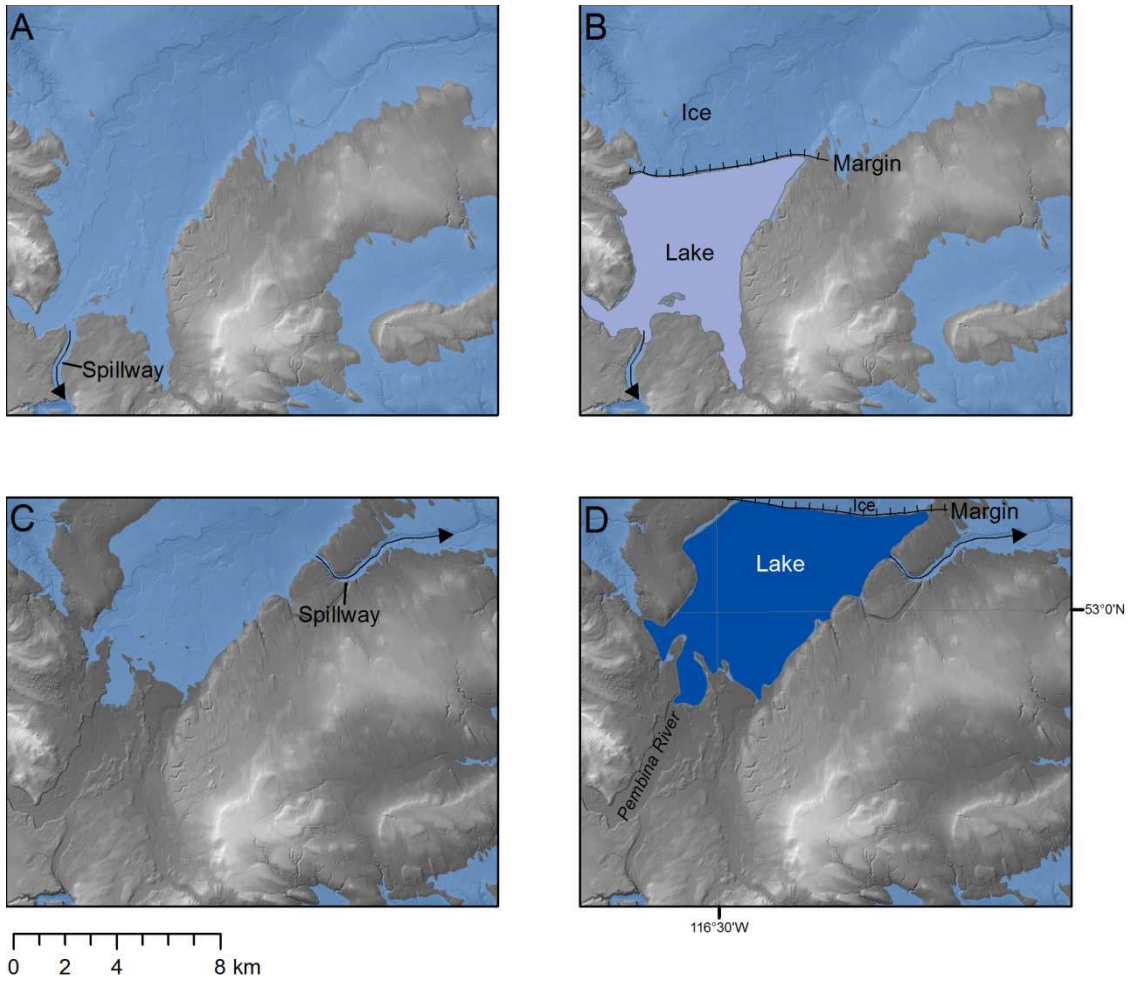 A
Spillway
B
Ice
Margin
Lake
C
Spillway
D
Ice
Margin
Lake
53°0'N
Pembina River
116°30'W
0 2 4 8 km